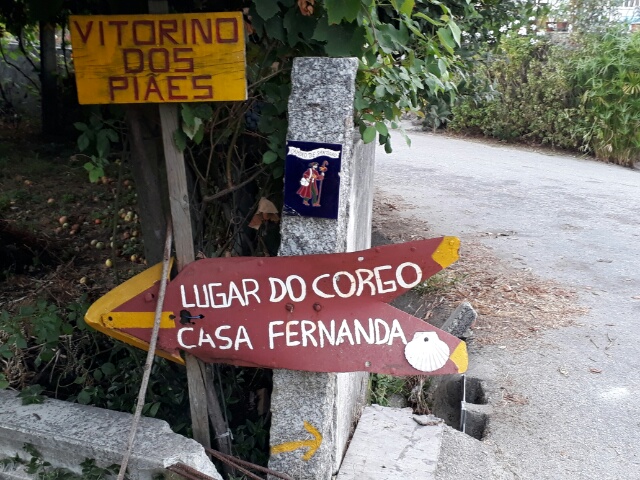 VITORINO
DOS
PIÃES
LUGAR DO CORGO
CASA FERNANDA